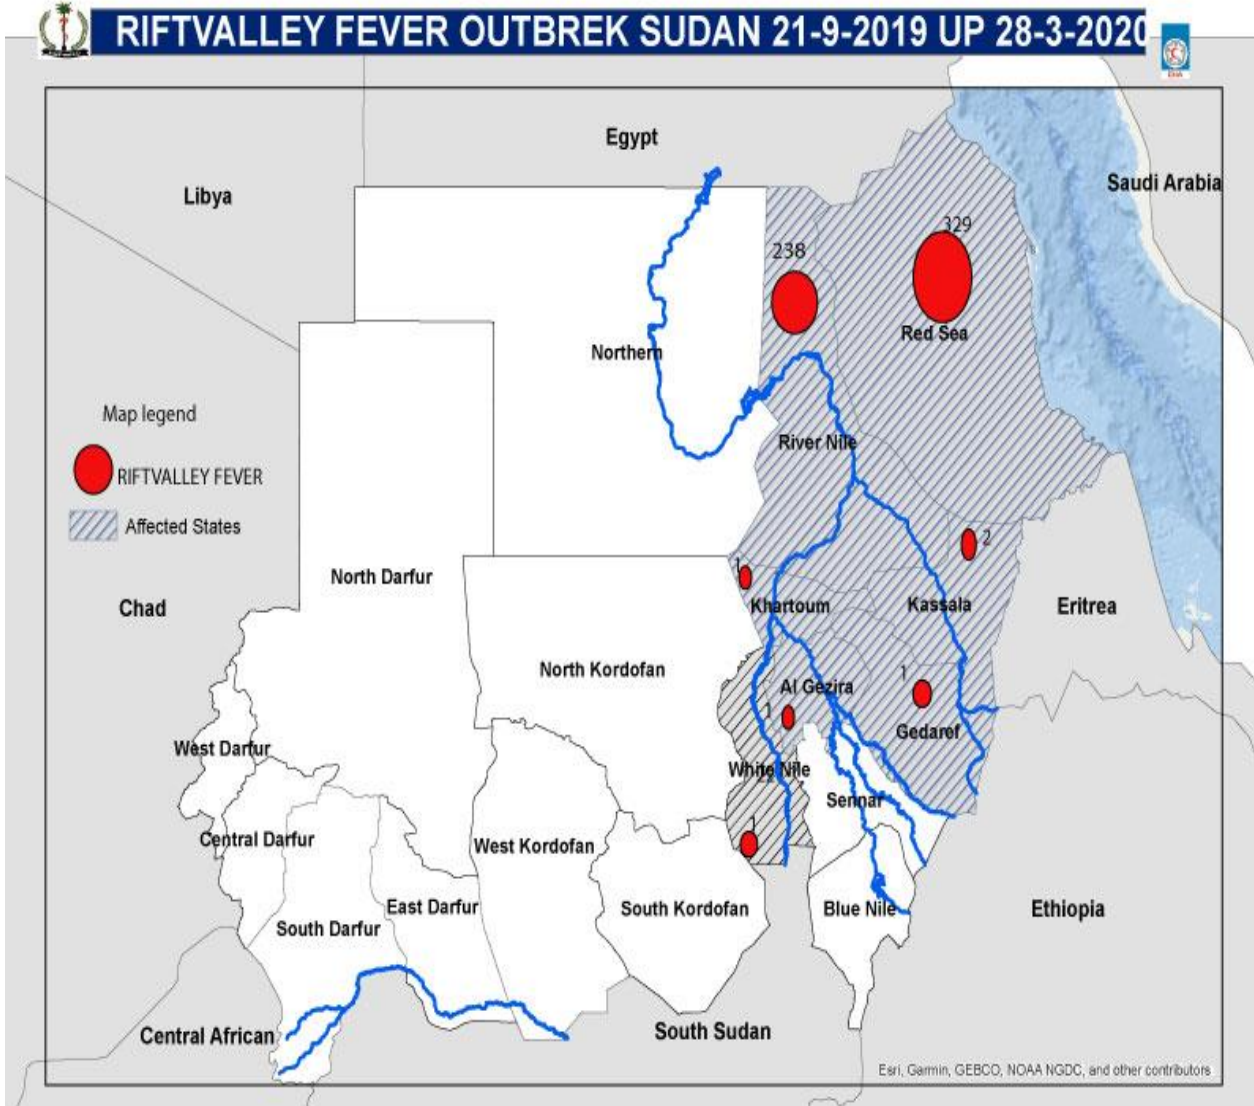 RIFTVALLEY FEVER OUTBREK SUDAN 21-9-2019 UP 28-3-2020
Egypt
Libya
Saudi Arabia
329
238
Red Sea
Northern
Map legend
RIFTVALLEY FEVER
Affected States
River Nile
2
1
North Darfur
Khartoum
Kassala
Chad
Eritrea
North Kordofan
1
Al Gezira
1
Gedaref
West Darfur
White Nile
Sennar
1
Central Darfur
West Kordofan
East Darfur
South Kordofan
Blue Nile
Ethiopia
South Darfur
Central African
South Sudan
Esri, Garmin, GEBCO, NOAA NGDC, and other contributors